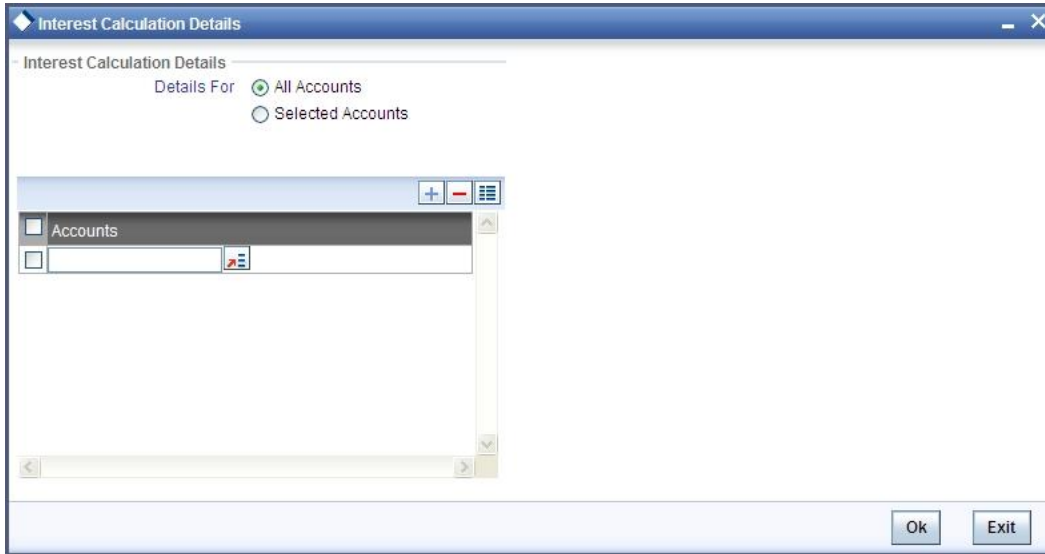 Interest Calculation Details
Interest Calculation Details
Details For All Accounts
Selected Accounts
Accounts
Ok Exit